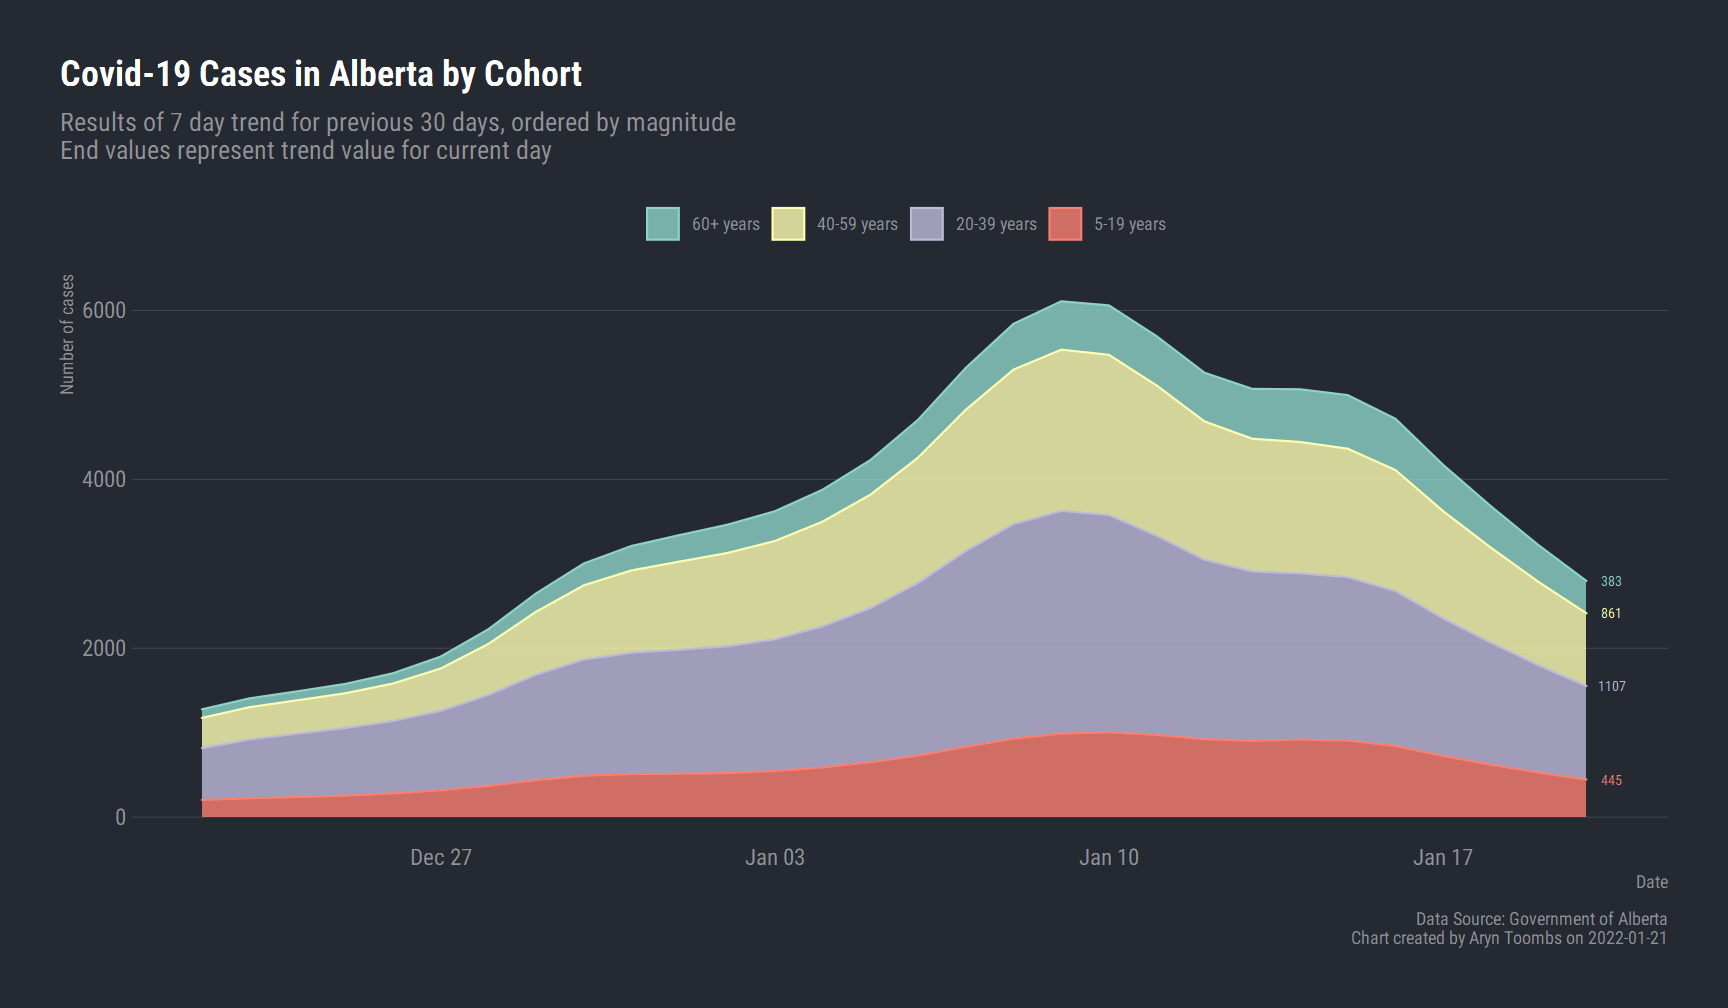 Covid-19 Cases in Alberta by Cohort
Results of 7 day trend for previous 30 days, ordered by magnitude
End values represent trend value for current day
60+ years
40-59 years
20-39 years
5-19 years
Number of cases
6000
4000
2000
0
383
861
1107
445
Dec 27
Jan 03
Jan 10
Jan 17
Date
Data Source: Government of Alberta
Chart created by Aryn Toombs on 2022-01-21